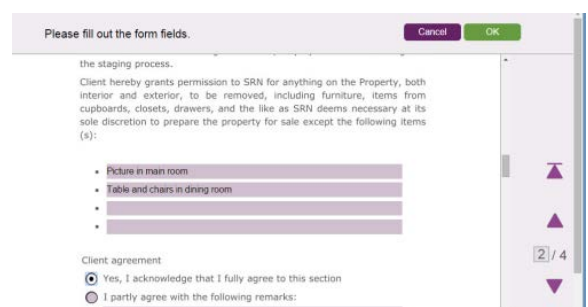 Please fill out the form fields.
Cancel
OK
the staging process.
Client hereby grants permission to SRN for anything on the Property, both
interior and exterior, to be removed, including furniture, items from
cupboards, closets, drawers, and the like as SRN deems necessary at its
sole discretion to prepare the property for sale except the following items
(s):
• Picture in main room
• Table and chairs in dining room
•
•
2 / 4
Client agreement
Yes, I acknowledge that I fully agree to this section
I partly agree with the following remarks: